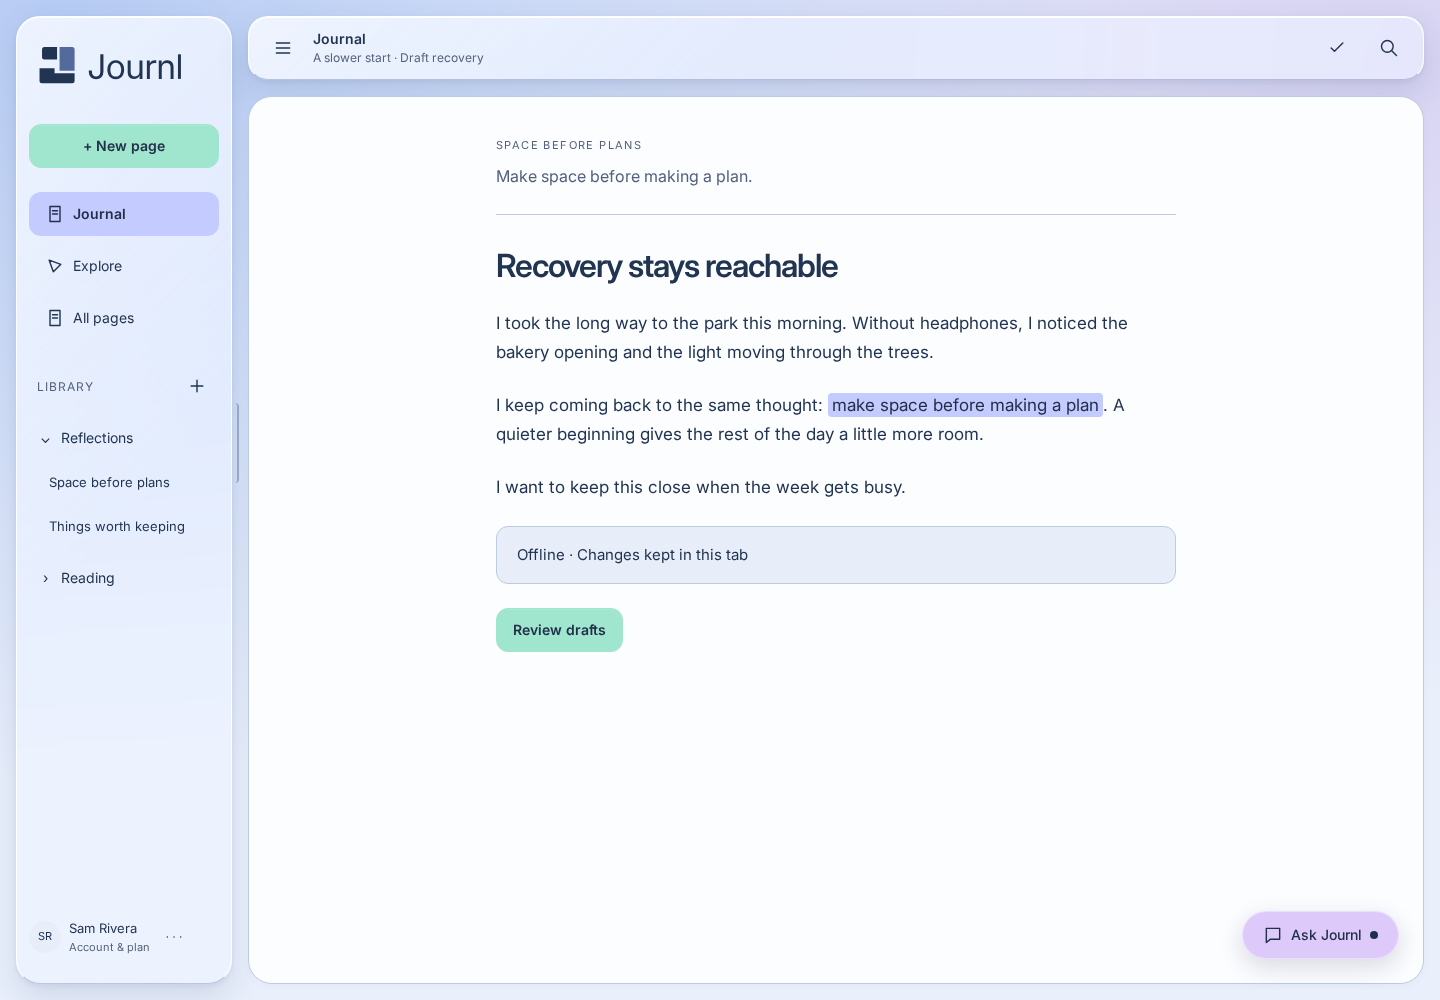 Journl
+ New page
Journal
Explore
All pages
LIBRARY
Reflections
Space before plans
Things worth keeping
Reading
SR
Sam Rivera
Account & plan
Journal
A slower start · Draft recovery
SPACE BEFORE PLANS
Make space before making a plan.
Recovery stays reachable
I took the long way to the park this morning. Without headphones, I noticed the
bakery opening and the light moving through the trees.
I keep coming back to the same thought: make space before making a plan. A
quieter beginning gives the rest of the day a little more room.
I want to keep this close when the week gets busy.
Offline · Changes kept in this tab
Review drafts
Ask Journl